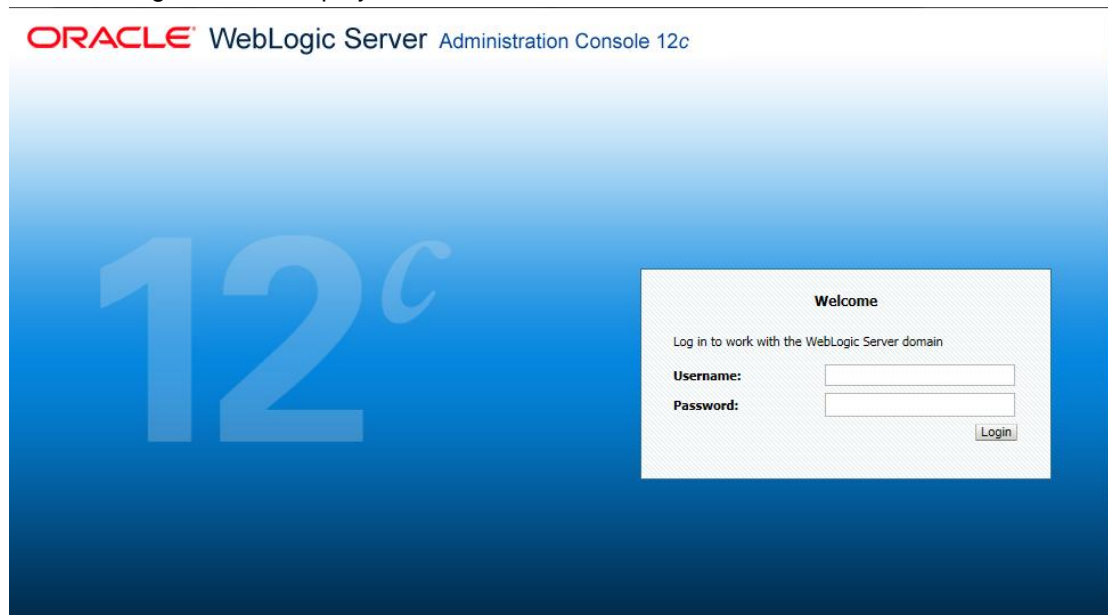 ORACLE WebLogic Server Administration Console 12c
12c
Welcome
Log in to work with the WebLogic Server domain
Username:
Password:
Login